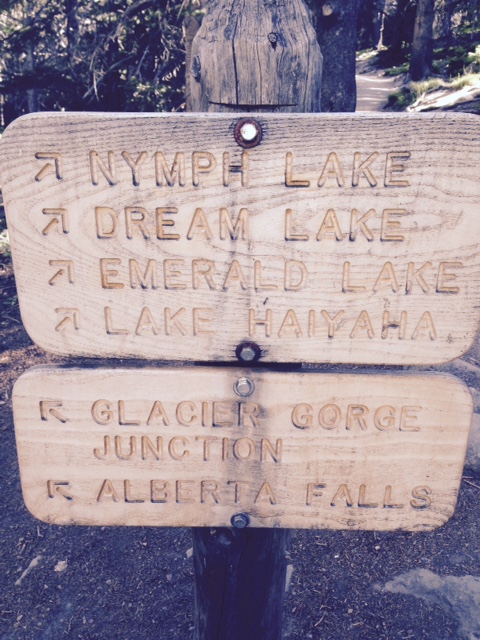 ↗ NYMPH LAKE
↗ DREAM LAKE
↗ EMERALD LAKE
↗ LAKE HAIYAHA
↖ GLACIER GORGE
JUNCTION
↖ ALBERTA FALLS